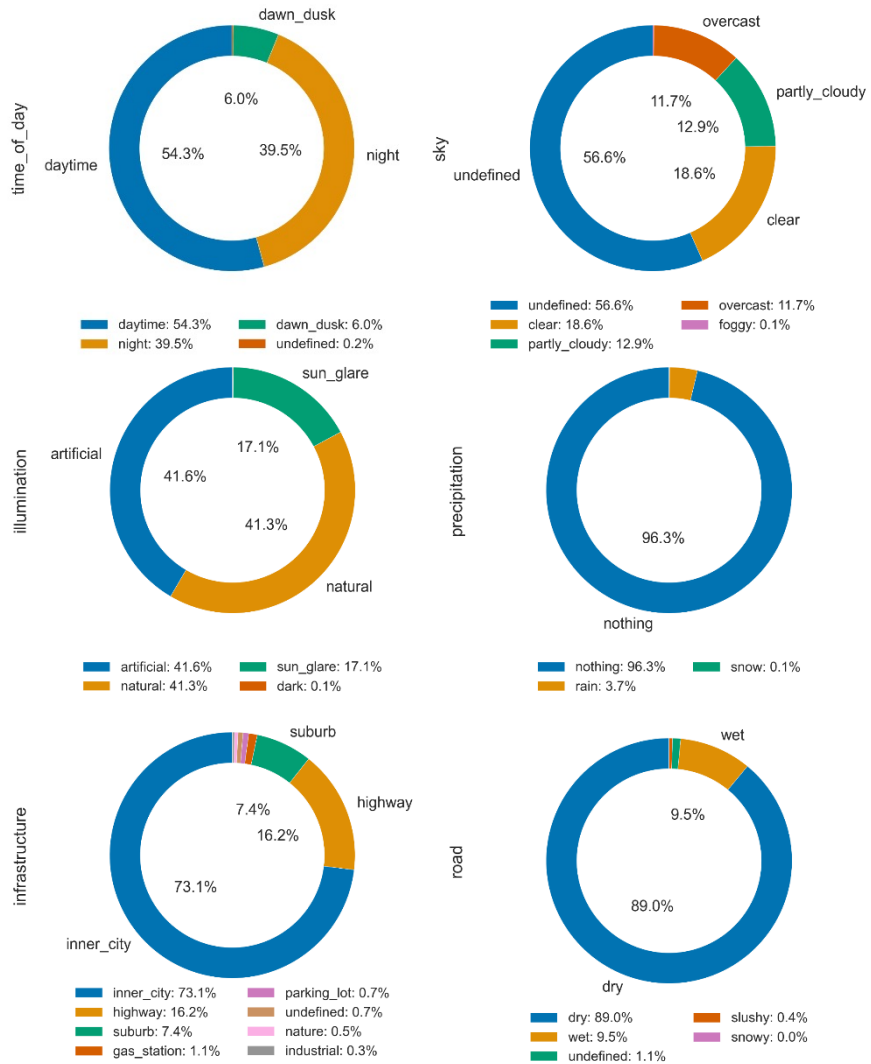 dawn_dusk
6.0%
54.3%
39.5%
daytime
night
time_of_day
daytime: 54.3%
dawn_dusk: 6.0%
night: 39.5%
undefined: 0.2%
overcast
partly_cloudy
11.7%
12.9%
56.6%
18.6%
undefined
clear
sky
undefined: 56.6%
overcast: 11.7%
clear: 18.6%
foggy: 0.1%
partly_cloudy: 12.9%
sun_glare
artificial
17.1%
41.6%
41.3%
natural
illumination
artificial: 41.6%
sun_glare: 17.1%
natural: 41.3%
dark: 0.1%
precipitation
96.3%
nothing
nothing: 96.3%
snow: 0.1%
rain: 3.7%
suburb
highway
7.4%
16.2%
73.1%
inner_city
infrastructure
inner_city: 73.1%
parking_lot: 0.7%
highway: 16.2%
undefined: 0.7%
suburb: 7.4%
nature: 0.5%
gas_station: 1.1%
industrial: 0.3%
wet
9.5%
road
89.0%
dry
dry: 89.0%
slushy: 0.4%
wet: 9.5%
snowy: 0.0%
undefined: 1.1%